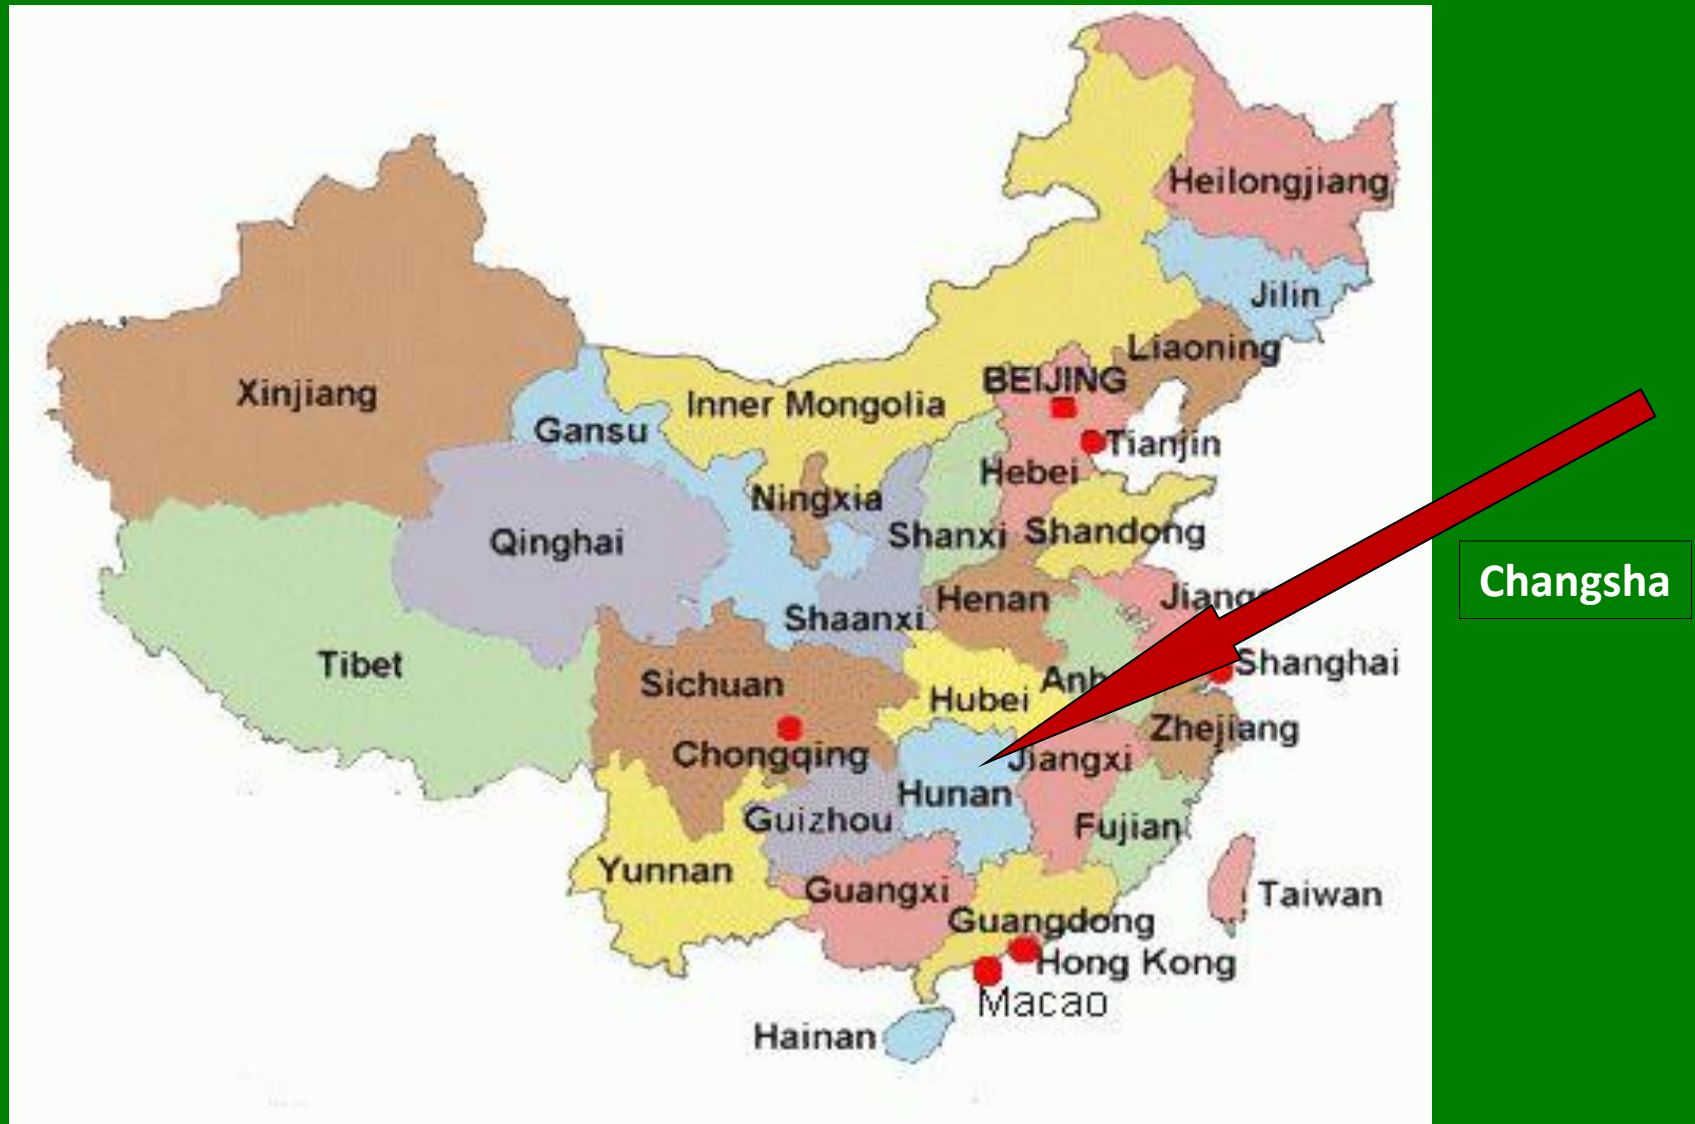 Heilongjiang
Jilin
Liaoning
BEIJING
Xinjiang
Inner Mongolia
Gansu
Tianjin
Hebei
Ningxia
Qinghai
Shanxi
Shandong
Changsha
Henan
Shaanxi
Tibet
Shanghai
Sichuan
Hubei
Zhejiang
Chongqing
Jiangxi
Hunan
Guizhou
Fujian
Yunnan
Guangxi
Taiwan
Guangdong
Hong Kong
Macao
Hainan